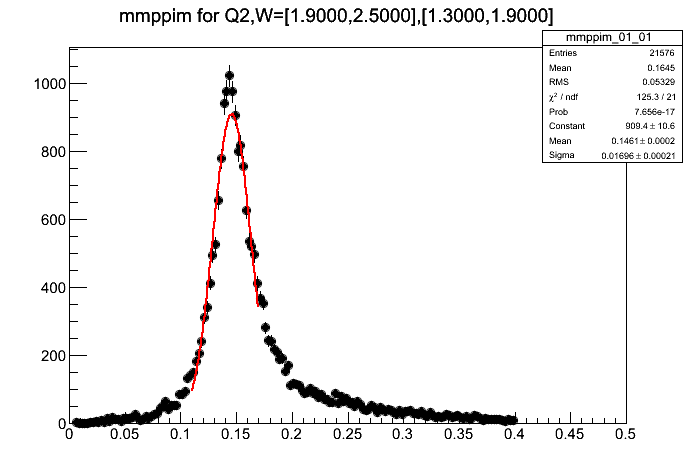 mmppim for Q2,W=[1.9000,2.5000],[1.3000,1.9000]
mmppim_01_01
Entries 21576
Mean 0.1645
RMS 0.05329
χ² / ndf 125.3 / 21
Prob 7.656e-17
Constant 909.4 ± 10.6
Mean 0.1461 ± 0.0002
Sigma 0.01696 ± 0.00021
1000
800
600
400
200
0
0 0.05 0.1 0.15 0.2 0.25 0.3 0.35 0.4 0.45 0.5